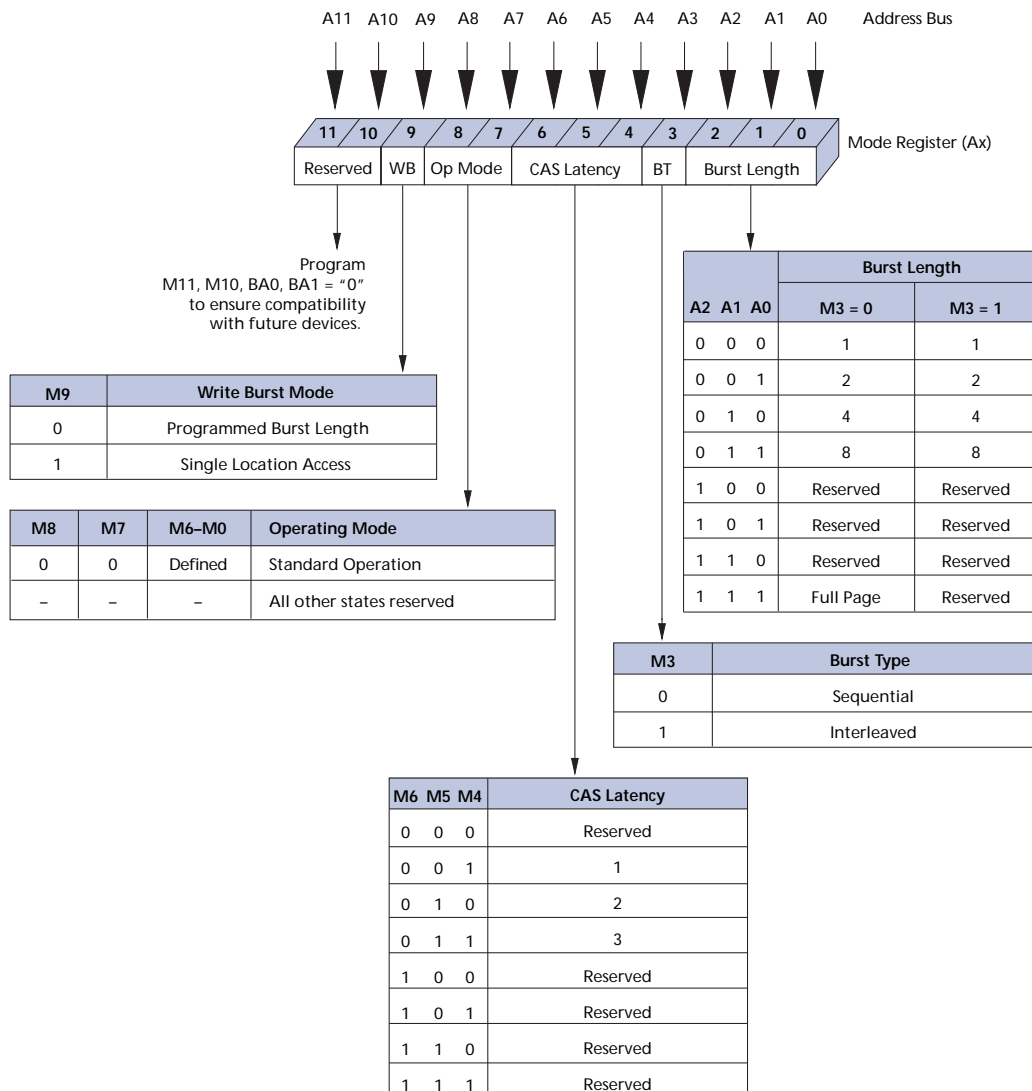 A11 A10 A9 A8 A7 A6 A5 A4 A3 A2 A1 A0 Address Bus
11 10 9 8 7 6 5 4 3 2 1 0
Mode Register (Ax)
Reserved WB Op Mode CAS Latency BT Burst Length
Program
M11, M10, BA0, BA1 = “0”
to ensure compatibility
with future devices.
Burst Length
A2 A1 A0 M3 = 0 M3 = 1
0 0 0 1 1
0 0 1 2 2
0 1 0 4 4
0 1 1 8 8
1 0 0 Reserved Reserved
1 0 1 Reserved Reserved
1 1 0 Reserved Reserved
1 1 1 Full Page Reserved
M9 Write Burst Mode
0 Programmed Burst Length
1 Single Location Access
M8 M7 M6–M0 Operating Mode
0 0 Defined Standard Operation
– – – All other states reserved
M3 Burst Type
0 Sequential
1 Interleaved
M6 M5 M4 CAS Latency
0 0 0 Reserved
0 0 1 1
0 1 0 2
0 1 1 3
1 0 0 Reserved
1 0 1 Reserved
1 1 0 Reserved
1 1 1 Reserved